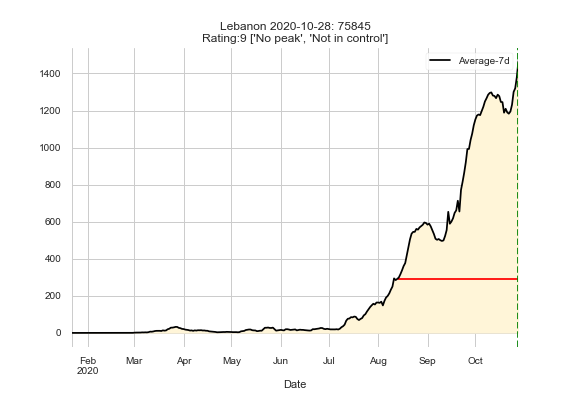 Lebanon 2020-10-28: 75845
Rating:9 ['No peak', 'Not in control']
Average-7d
1400
1200
1000
800
600
400
200
0
Feb Mar Apr May Jun Jul Aug Sep Oct
2020
Date